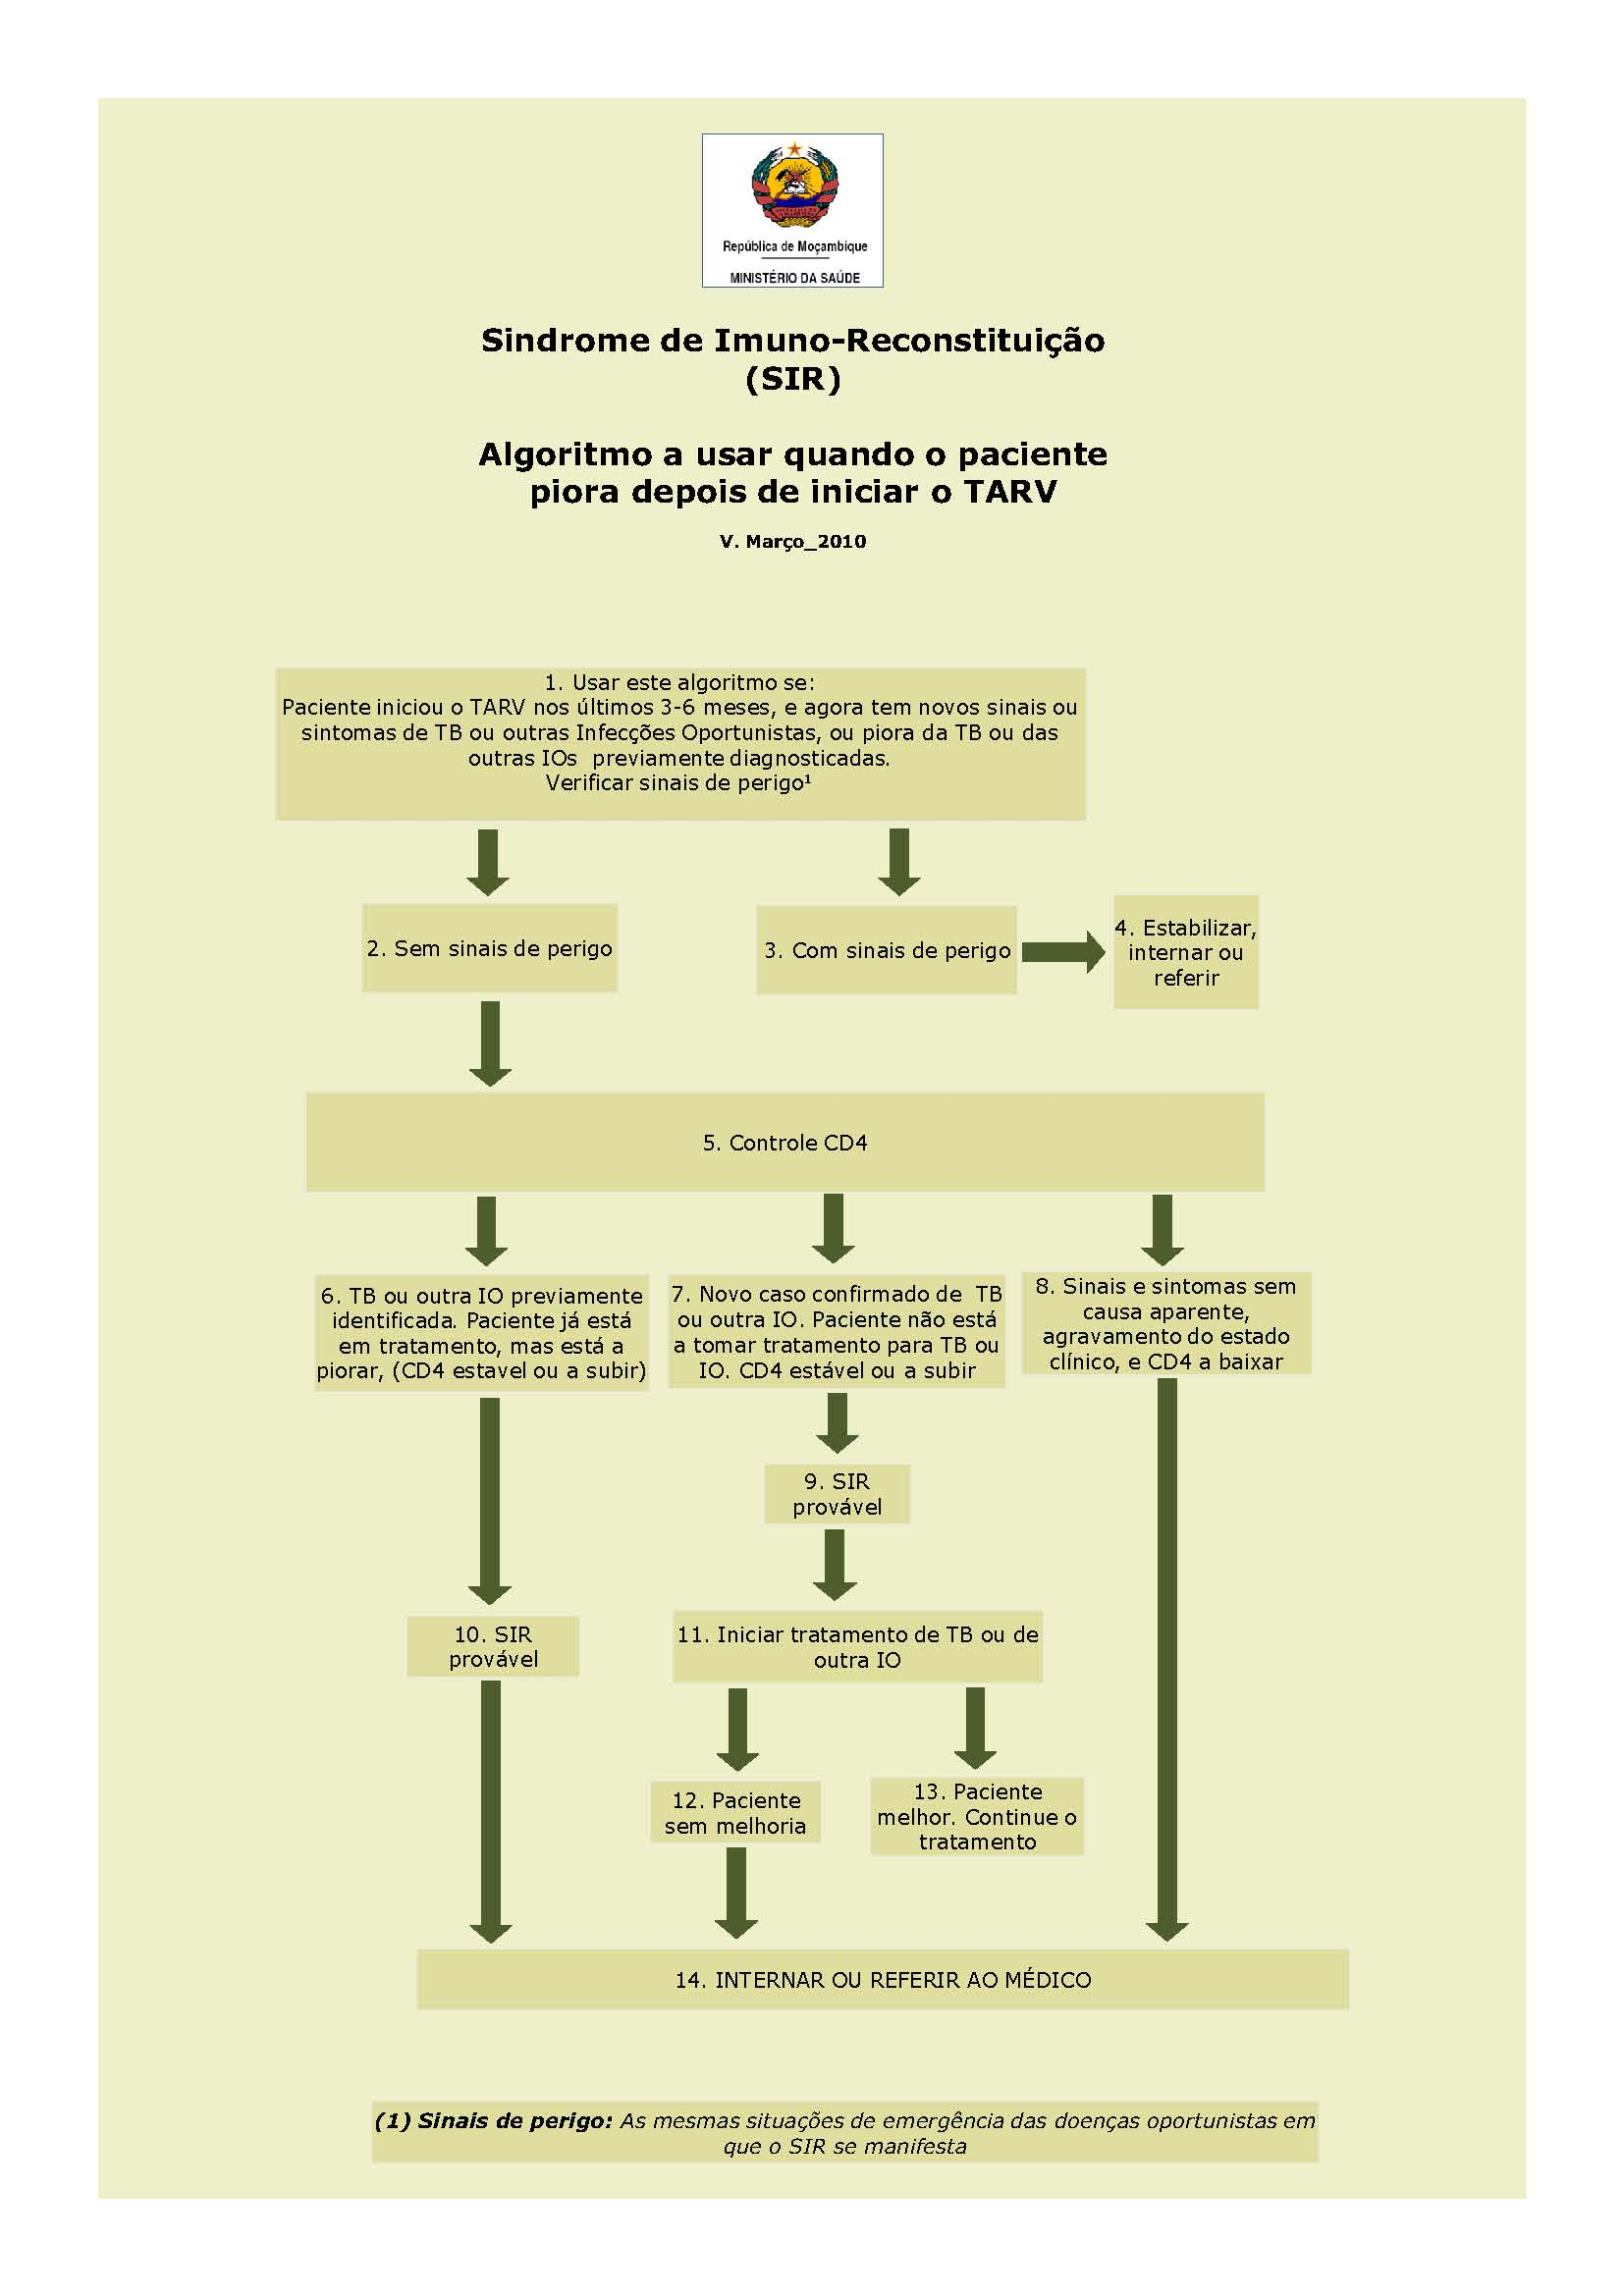 República de Moçambique
MINISTÉRIO DA SAÚDE
Sindrome de Imuno-Reconstituição
(SIR)
Algoritmo a usar quando o paciente
piora depois de iniciar o TARV
V. Março_2010
1. Usar este algoritmo se:
Paciente iniciou o TARV nos últimos 3-6 meses, e agora tem novos sinais ou
sintomas de TB ou outras Infecções Oportunistas, ou piora da TB ou das
outras IOs previamente diagnosticadas.
Verificar sinais de perigo¹
2. Sem sinais de perigo
3. Com sinais de perigo
4. Estabilizar,
internar ou
referir
5. Controle CD4
6. TB ou outra IO previamente
identificada. Paciente já está
em tratamento, mas está a
piorar, (CD4 estavel ou a subir)
7. Novo caso confirmado de TB
ou outra IO. Paciente não está
a tomar tratamento para TB ou
IO. CD4 estável ou a subir
8. Sinais e sintomas sem
causa aparente,
agravamento do estado
clínico, e CD4 a baixar
9. SIR
provável
10. SIR
provável
11. Iniciar tratamento de TB ou de
outra IO
12. Paciente
sem melhoria
13. Paciente
melhor. Continue o
tratamento
14. INTERNAR OU REFERIR AO MÉDICO
(1) Sinais de perigo: As mesmas situações de emergência das doenças oportunistas em
que o SIR se manifesta